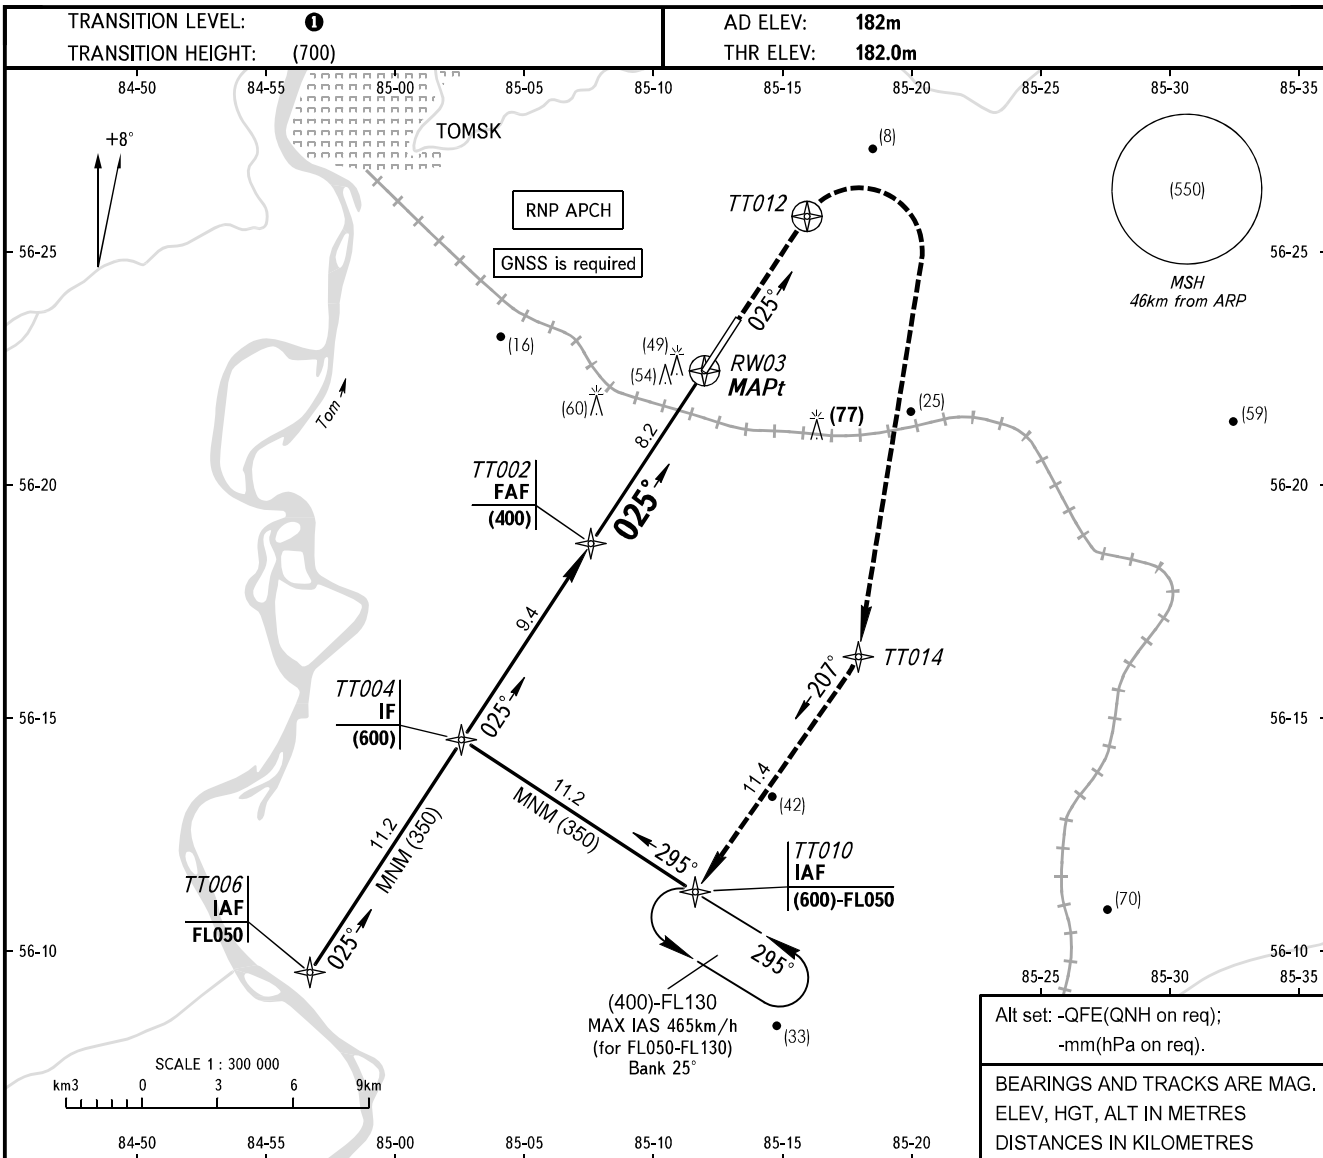 TRANSITION LEVEL: ❶
TRANSITION HEIGHT: (700)
AD ELEV: 182m
THR ELEV: 182.0m
84-50 84-55 85-00 85-05 85-10 85-15 85-20 85-25 85-30 85-35
+8°
TOMSK
(8)
(550)
MSH
46km from ARP
RNP APCH
GNSS is required
TT012
56-25 56-25
025°
(16)
(49)
(54)
(60)
RW03
MAPt
Tom
(77)
(25)
(59)
8.2
TT002
FAF
(400)
025°
56-20 56-20
9.4
TT014
207°
TT004
IF
(600)
025°
56-15 56-15
11.4
(42)
11.2
MNM (350)
11.2
MNM (350)
295°
TT010
IAF
(600)-FL050
TT006
IAF
FL050
025°
(70)
56-10 56-10
295°
85-25 85-30 85-35
(400)-FL130
MAX IAS 465km/h
(for FL050-FL130)
Bank 25°
(33)
Alt set: -QFE(QNH on req);
-mm(hPa on req).
SCALE 1 : 300 000
km3 0 3 6 9km
BEARINGS AND TRACKS ARE MAG.
ELEV, HGT, ALT IN METRES
DISTANCES IN KILOMETRES
84-50 84-55 85-00 85-05 85-10 85-15 85-20